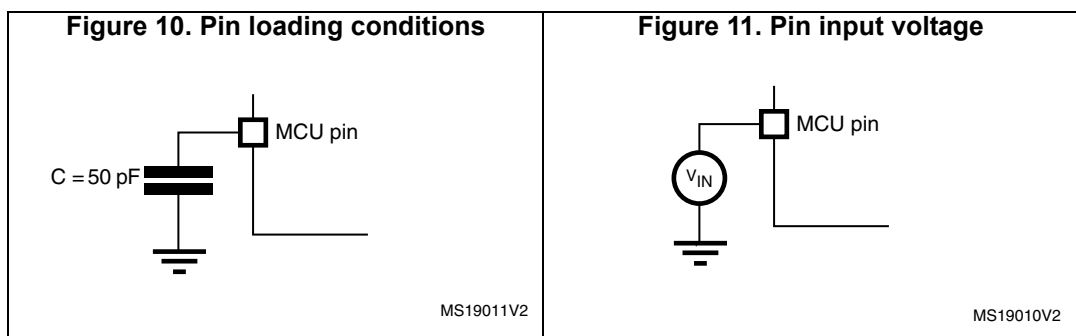 Figure 10. Pin loading conditions
MCU pin
C = 50 pF
MS19011V2
Figure 11. Pin input voltage
MCU pin
VIN
MS19010V2